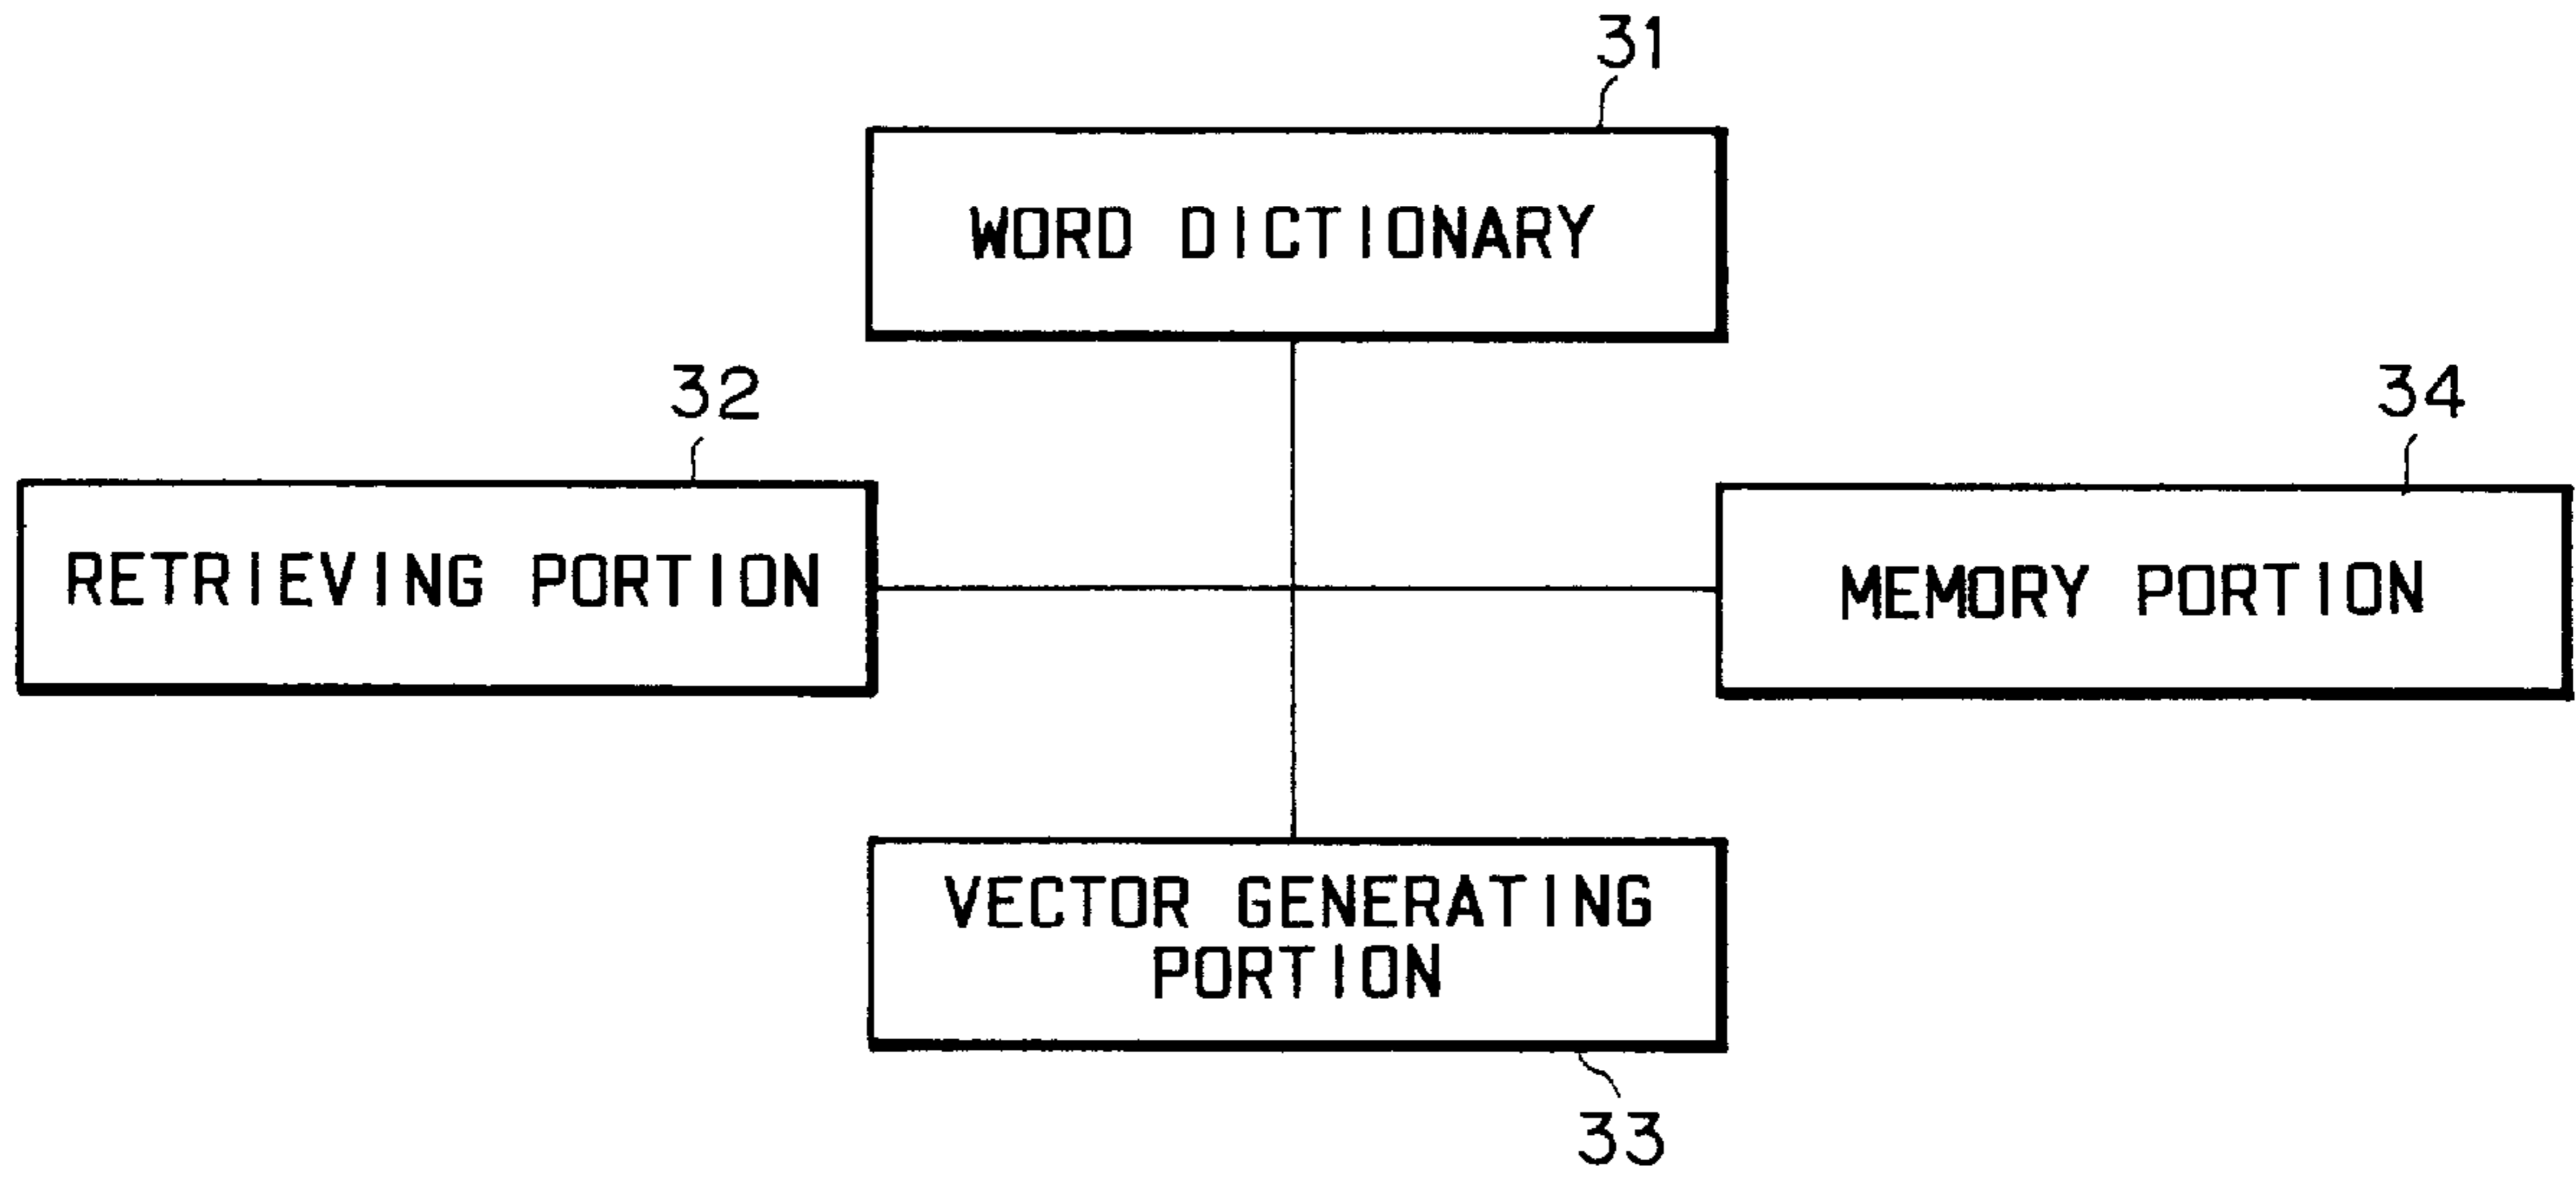 31
WORD DICTIONARY
32
34
RETRIEVING PORTION
MEMORY PORTION
VECTOR GENERATING
PORTION
33